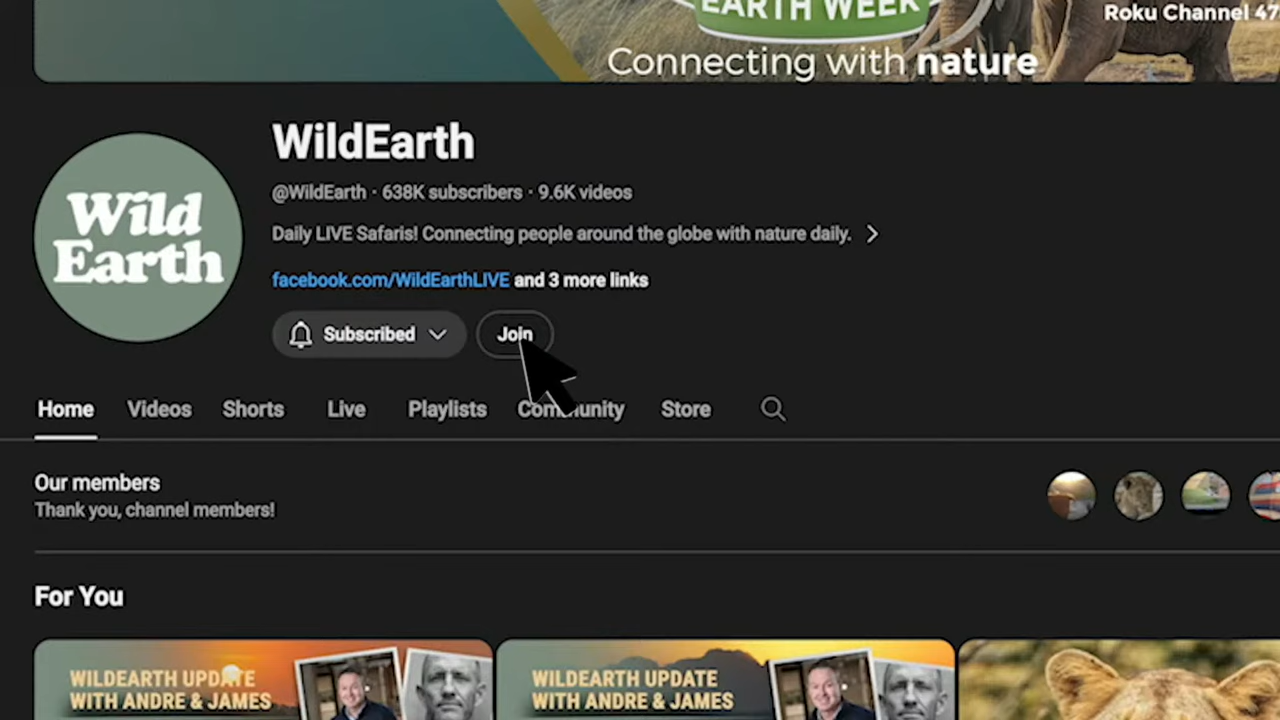 EARTH WEEK
Roku Channel 47
Connecting with nature
WildEarth
@WildEarth · 638K subscribers · 9.6K videos
Wild
Earth
Daily LIVE Safaris! Connecting people around the globe with nature daily.
facebook.com/WildEarthLIVE and 3 more links
Subscribed
Join
Home
Videos
Shorts
Live
Playlists
Community
Store
Our members
Thank you, channel members!
For You
WILDEARTH UPDATE
WITH ANDRE & JAMES
WILDEARTH UPDATE
WITH ANDRE & JAMES